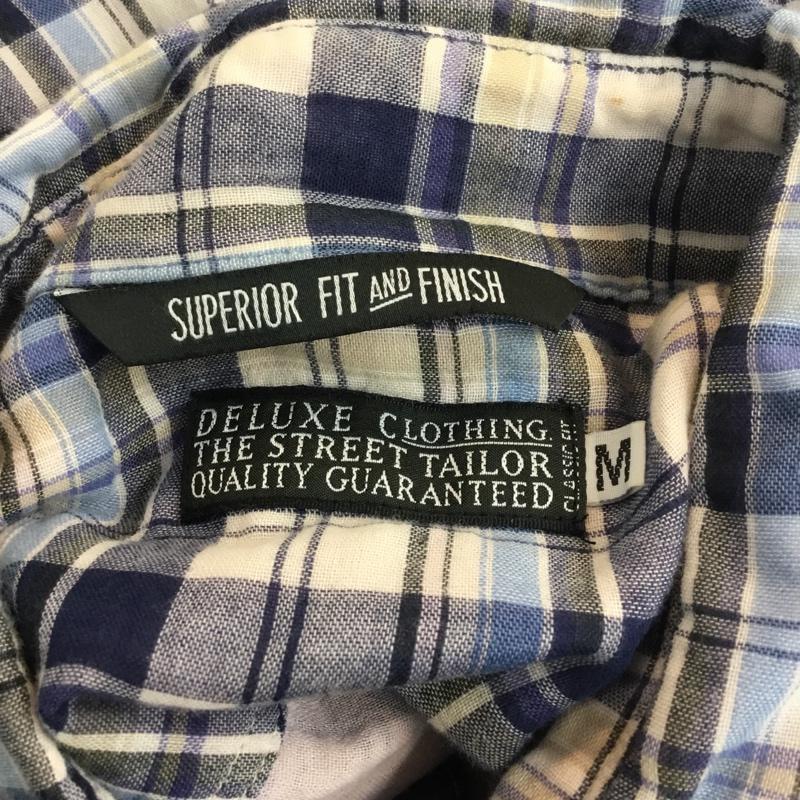 SUPERIOR FIT AND FINISH
DELUXE CLOTHING.
THE STREET TAILOR
QUALITY GUARANTEED
CLASSIC FIT
M